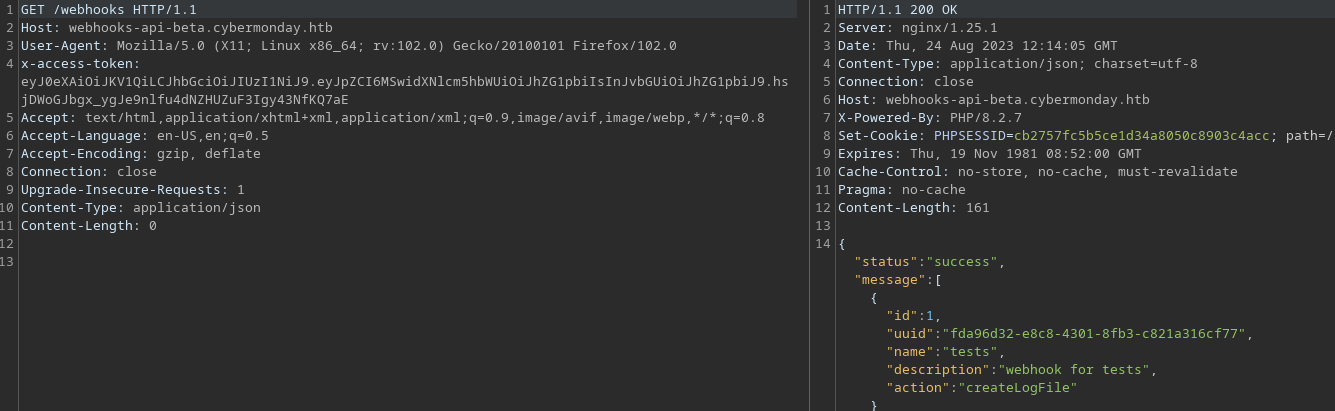 1 GET /webhooks HTTP/1.1
2 Host: webhooks-api-beta.cybermonday.htb
3 User-Agent: Mozilla/5.0 (X11; Linux x86_64; rv:102.0) Gecko/20100101 Firefox/102.0
4 x-access-token:
eyJ0eXAiOiJKV1QiLCJhbGciOiJIUzI1NiJ9.eyJpZCI6MSwidXNlcm5hbWUiOiJhZG1pbiIsInJvbGUiOiJhZG1pbiJ9.hs
jDWoGJbgx_ygJe9nlfu4dNZHUZuF3Igy43NfKQ7aE
5 Accept: text/html,application/xhtml+xml,application/xml;q=0.9,image/avif,image/webp,*/*;q=0.8
6 Accept-Language: en-US,en;q=0.5
7 Accept-Encoding: gzip, deflate
8 Connection: close
9 Upgrade-Insecure-Requests: 1
10 Content-Type: application/json
11 Content-Length: 0
12
13
1 HTTP/1.1 200 OK
2 Server: nginx/1.25.1
3 Date: Thu, 24 Aug 2023 12:14:05 GMT
4 Content-Type: application/json; charset=utf-8
5 Connection: close
6 Host: webhooks-api-beta.cybermonday.htb
7 X-Powered-By: PHP/8.2.7
8 Set-Cookie: PHPSESSID=cb2757fc5b5ce1d34a8050c8903c4acc; path=/
9 Expires: Thu, 19 Nov 1981 08:52:00 GMT
10 Cache-Control: no-store, no-cache, must-revalidate
11 Pragma: no-cache
12 Content-Length: 161
13
14 {
"status":"success",
"message":[
{
"id":1,
"uuid":"fda96d32-e8c8-4301-8fb3-c821a316cf77",
"name":"tests",
"description":"webhook for tests",
"action":"createLogFile"
}